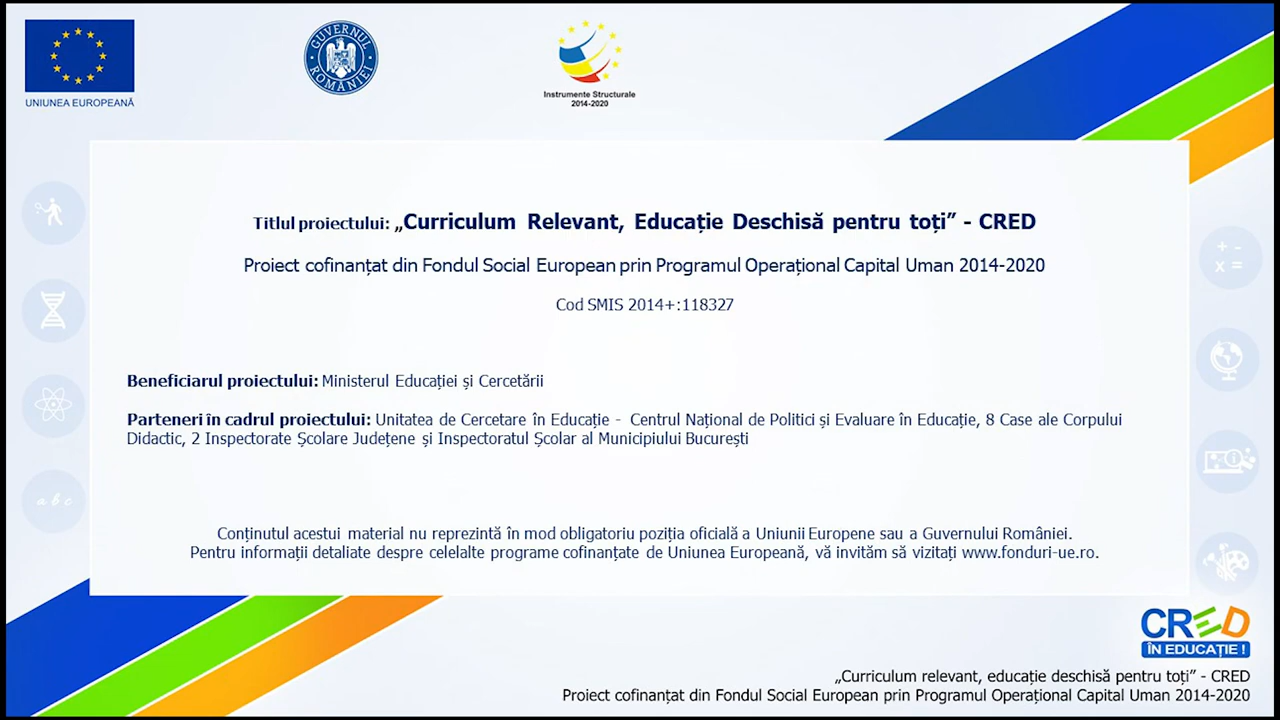 UNIUNEA EUROPEANĂ
GUVERNUL ROMÂNIEI
Instrumente Structurale
2014-2020
Titlul proiectului: „Curriculum Relevant, Educație Deschisă pentru toți” - CRED
Proiect cofinanțat din Fondul Social European prin Programul Operațional Capital Uman 2014-2020
Cod SMIS 2014+:118327
Beneficiarul proiectului: Ministerul Educației și Cercetării
Parteneri în cadrul proiectului: Unitatea de Cercetare în Educație - Centrul Național de Politici și Evaluare în Educație, 8 Case ale Corpului
Didactic, 2 Inspectorate Școlare Județene și Inspectoratul Școlar al Municipiului București
a b c
Conținutul acestui material nu reprezintă în mod obligatoriu poziția oficială a Uniunii Europene sau a Guvernului României.
Pentru informații detaliate despre celelalte programe cofinanțate de Uniunea Europeană, vă invităm să vizitați www.fonduri-ue.ro.
CRED
ÎN EDUCAȚIE !
„Curriculum relevant, educație deschisă pentru toți” - CRED
Proiect cofinanțat din Fondul Social European prin Programul Operațional Capital Uman 2014-2020